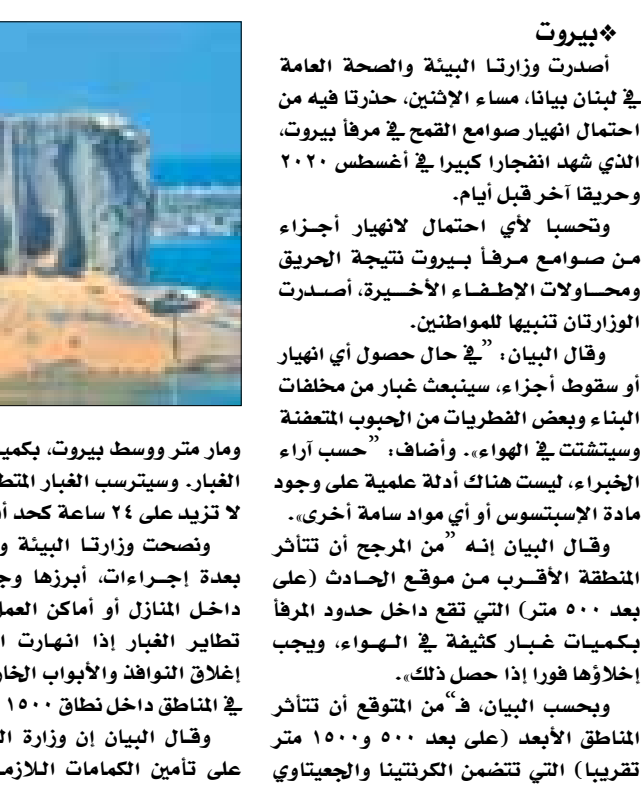 ❖بيروت
أصدرت وزارتا البيئة والصحة العامة
في لبنان بيانا، مساء الإثنين، حذرتا فيه من
احتمال انهيار صوامع القمح في مرفأ بيروت،
الذي شهد انفجارا كبيرا في أغسطس ٢٠٢٠
وحريقا آخر قبل أيام.
وتحسبا لأي احتمال لانهيار أجزاء
من صوامع مرفأ بيروت نتيجة الحريق
ومحاولات الإطفاء الأخيرة، أصدرت
الوزارتان تنبيها للمواطنين.
وقال البيان: ”في حال حصول أي انهيار
أو سقوط أجزاء، سينبعث غبار من مخلفات
البناء وبعض الفطريات من الحبوب المتعفنة
وسيتشتت في الهواء». وأضاف: ”حسب آراء
الخبراء، ليست هناك أدلة علمية على وجود
مادة الإسبتسوس أو أي مواد سامة أخرى».
وقال البيان إنه ”من المرجح أن تتأثر
المنطقة الأقرب من موقع الحادث (على
بعد ٥٠٠ متر) التي تقع داخل حدود المرفأ
بكميات غبار كثيفة في الهواء، ويجب
إخلاؤها فورا إذا حصل ذلك».
وبحسب البيان، فـ“من المتوقع أن تتأثر
المناطق الأبعد (على بعد ٥٠٠ و١٥٠٠ متر
تقريبا) التي تتضمن الكرنتينا والجعيتاوي
ومار متر ووسط بيروت،
الغبار. وسيترسب الغبار
لا تزيد على ٢٤ ساعة كحد
ونصحت وزارتا البيئة
بعدة إجراءات، أبرزها
داخل المنازل أو أماكن
تطاير الغبار إذا انهارت
إغلاق النوافذ والأبواب
في المناطق داخل نطاق ١٥٠٠
وقال البيان إن وزارة
على تأمين الكمامات